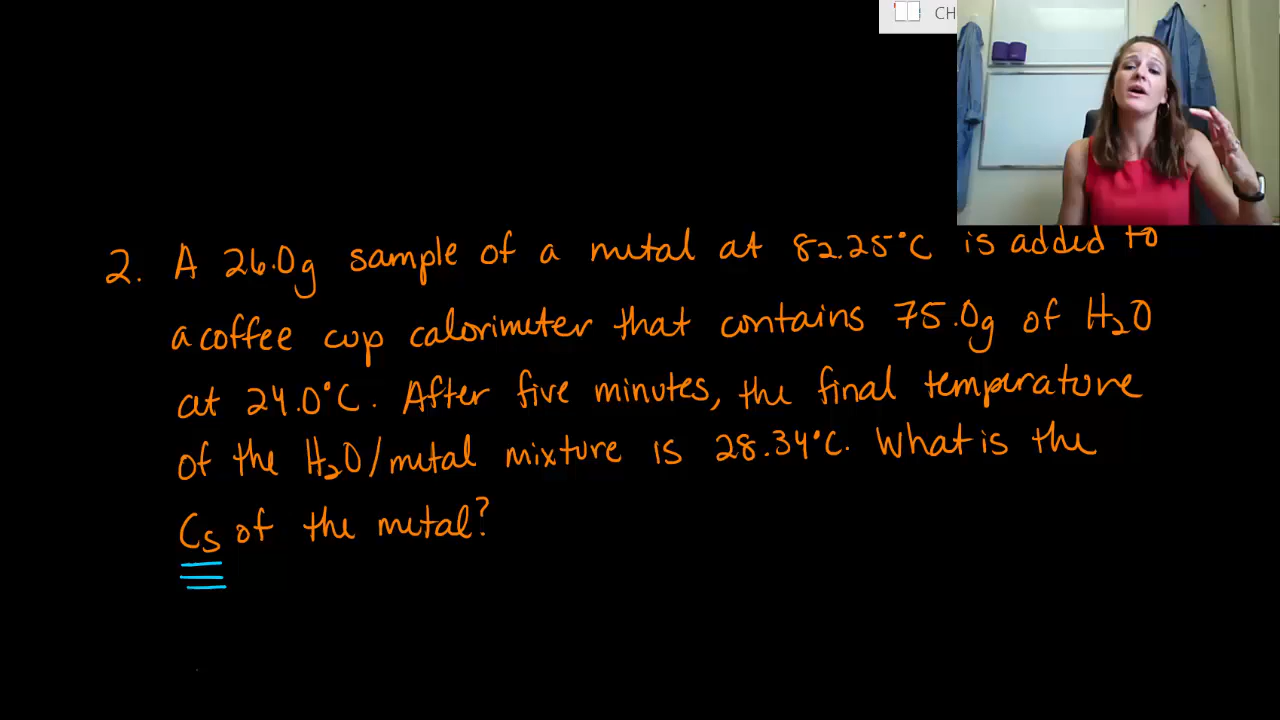 CH
2. A 26.0g sample of a metal at 82.25°C is added to
a coffee cup calorimeter that contains 75.0g of H₂O
at 24.0°C. After five minutes, the final temperature
of the H₂O/metal mixture is 28.34°C. What is the
Cs of the metal?